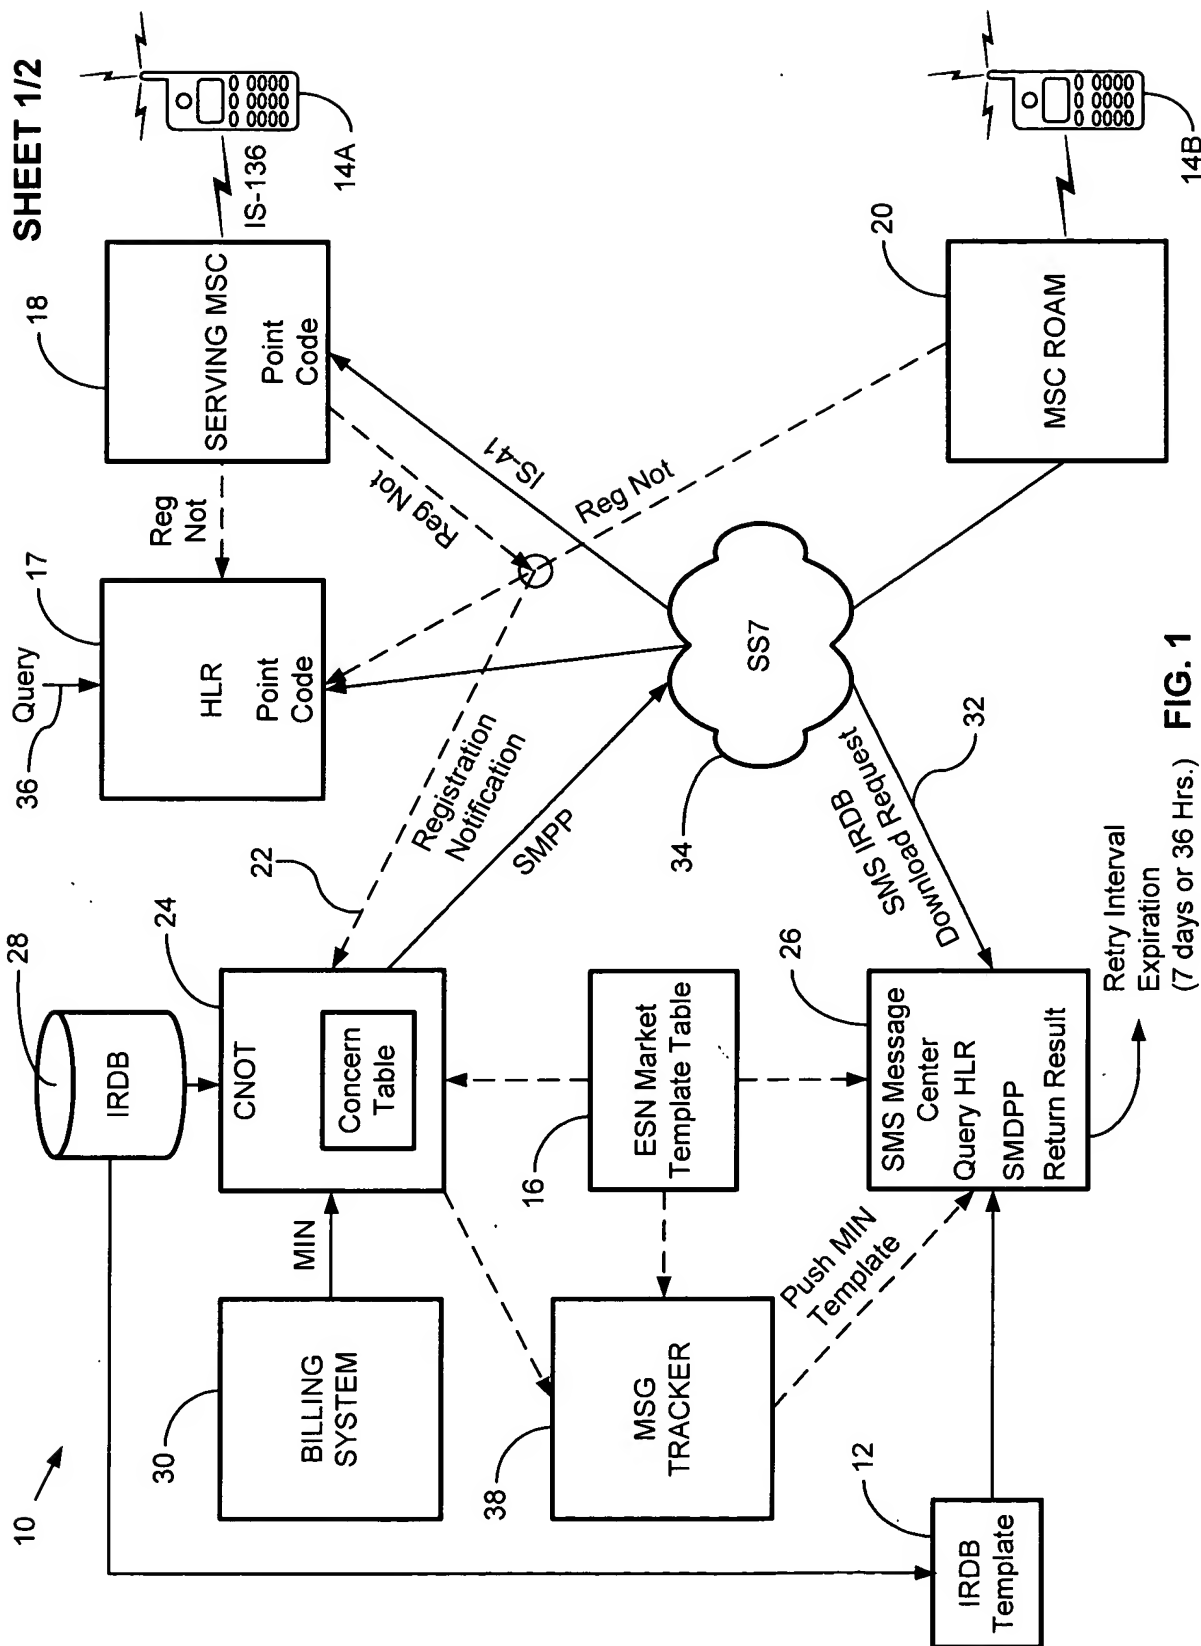 SHEET 1/2
10
28
IRDB
24
CNOT
Concern
Table
22
Registration
Notification
SMPP
36
Query
17
HLR
Point
Code
Reg
Not
18
SERVING MSC
Point
Code
IS-136
14A
Reg Not
IS-41
30
BILLING
SYSTEM
MIN
16
ESN Market
Template Table
34
SS7
Reg Not
20
MSC ROAM
14B
38
MSG
TRACKER
Push MIN
Template
26
SMS Message
Center
Query HLR
SMDPP
Return Result
SMS IRDB
Download Request
32
12
IRDB
Template
Retry Interval
Expiration
(7 days or 36 Hrs.)
FIG. 1